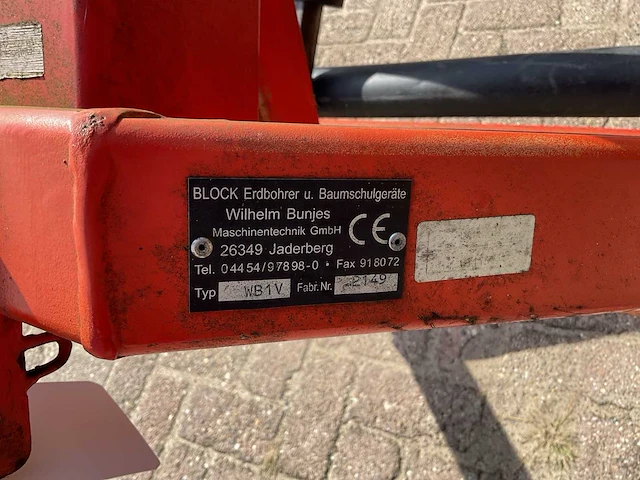 BLOCK Erdbohrer u. Baumschulgeräte
Wilhelm Bunjes
Maschinentechnik GmbH
CE
26349 Jaderberg
Tel. 04454/97898-0 • Fax 918072
Typ WB1V Fabr. Nr. 2149